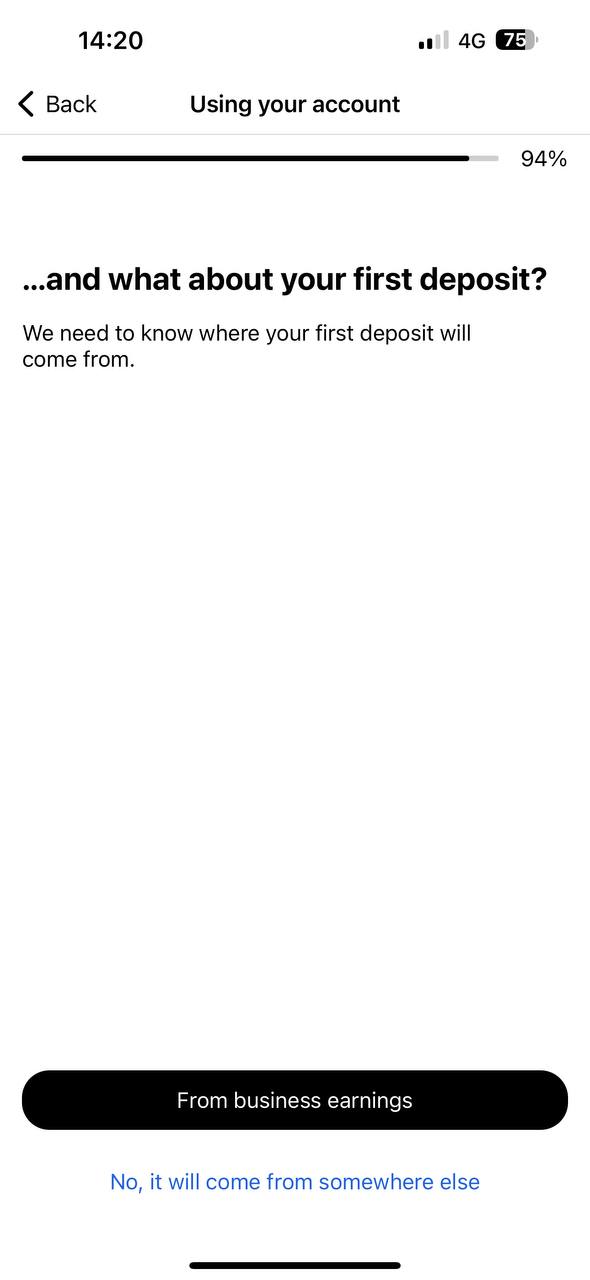 14:20
4G 75
Back
Using your account
94%
...and what about your first deposit?
We need to know where your first deposit will
come from.
From business earnings
No, it will come from somewhere else